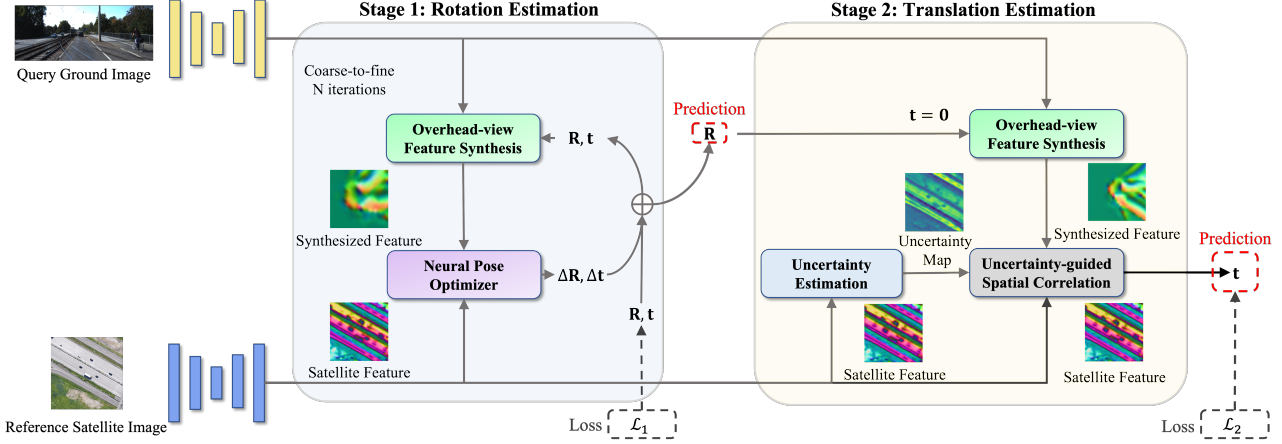 Stage 1: Rotation Estimation
Stage 2: Translation Estimation
Query Ground Image
Coarse-to-fine
N iterations
Overhead-view
Feature Synthesis
R, t
Prediction
R
t = 0
Overhead-view
Feature Synthesis
Synthesized Feature
Neural Pose
Optimizer
ΔR, Δt
R, t
Satellite Feature
Uncertainty
Map
Synthesized Feature
Uncertainty
Estimation
Uncertainty-guided
Spatial Correlation
Prediction
t
Satellite Feature
Satellite Feature
Reference Satellite Image
Loss ℒ₁
Loss ℒ₂